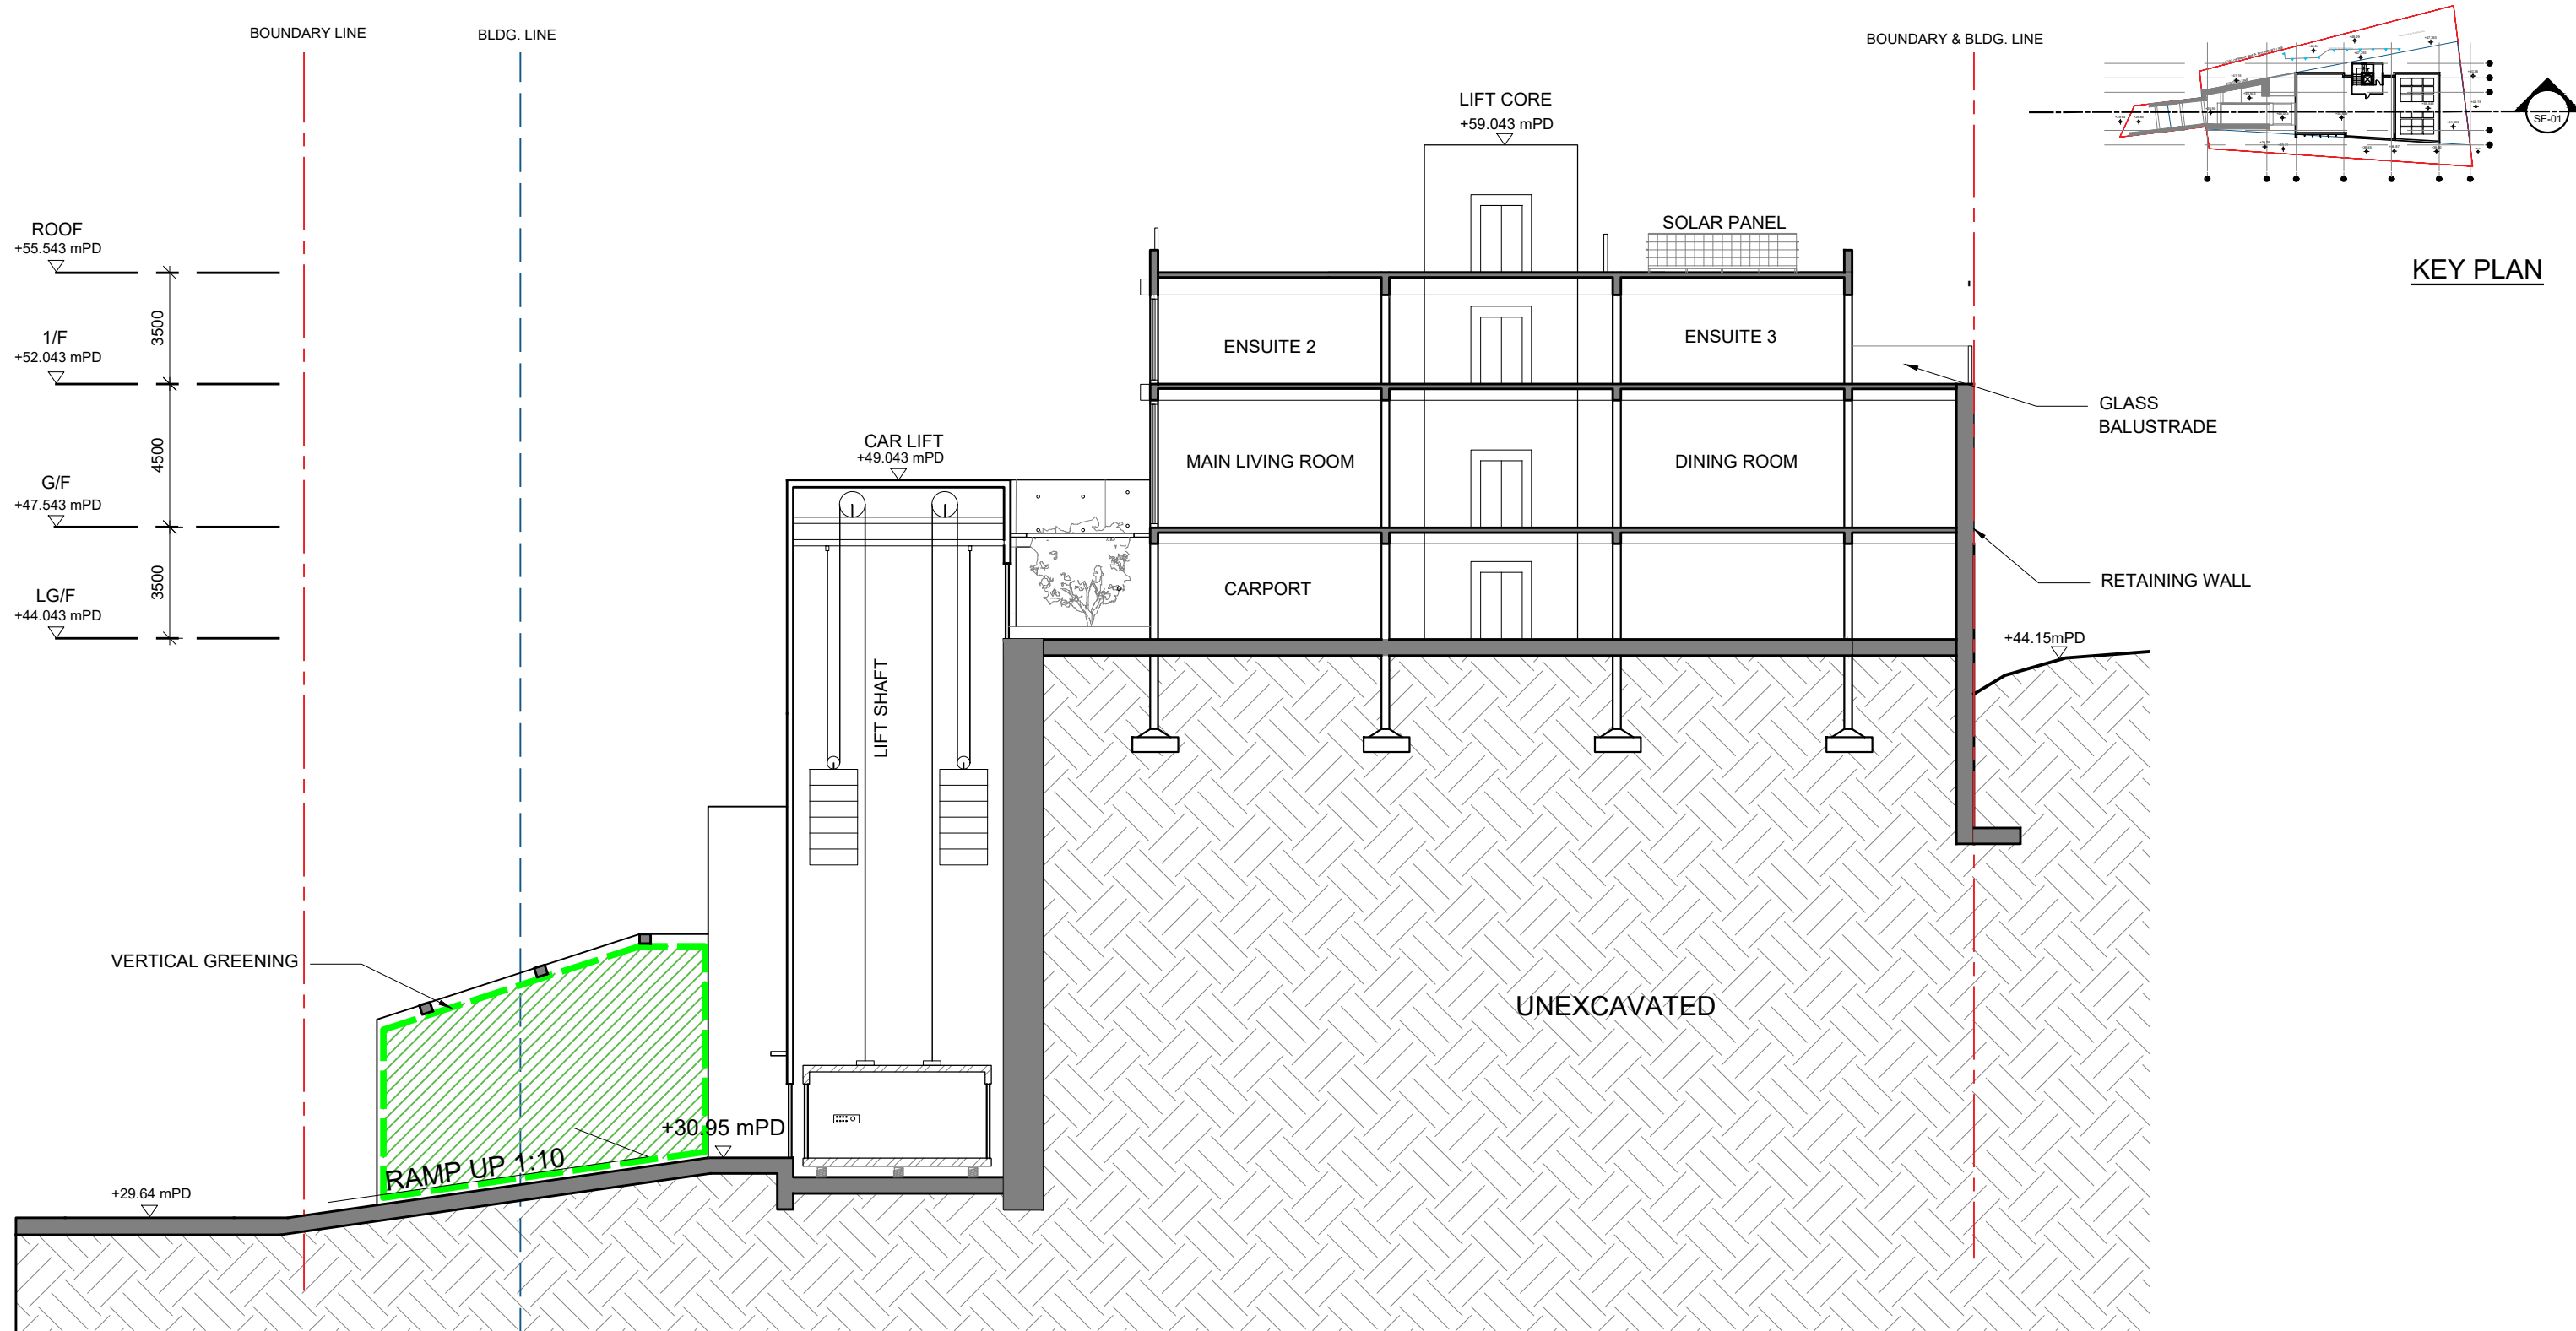 BOUNDARY LINE
BLDG. LINE
BOUNDARY & BLDG. LINE
LIFT CORE
+59.043 mPD
SE-01
KEY PLAN
ROOF
+55.543 mPD
SOLAR PANEL
3500
1/F
+52.043 mPD
ENSUITE 2
ENSUITE 3
GLASS
BALUSTRADE
4500
CAR LIFT
+49.043 mPD
MAIN LIVING ROOM
DINING ROOM
G/F
+47.543 mPD
3500
CARPORT
RETAINING WALL
LG/F
+44.043 mPD
+44.15mPD
LIFT SHAFT
VERTICAL GREENING
UNEXCAVATED
+30.95 mPD
RAMP UP 1:10
+29.64 mPD